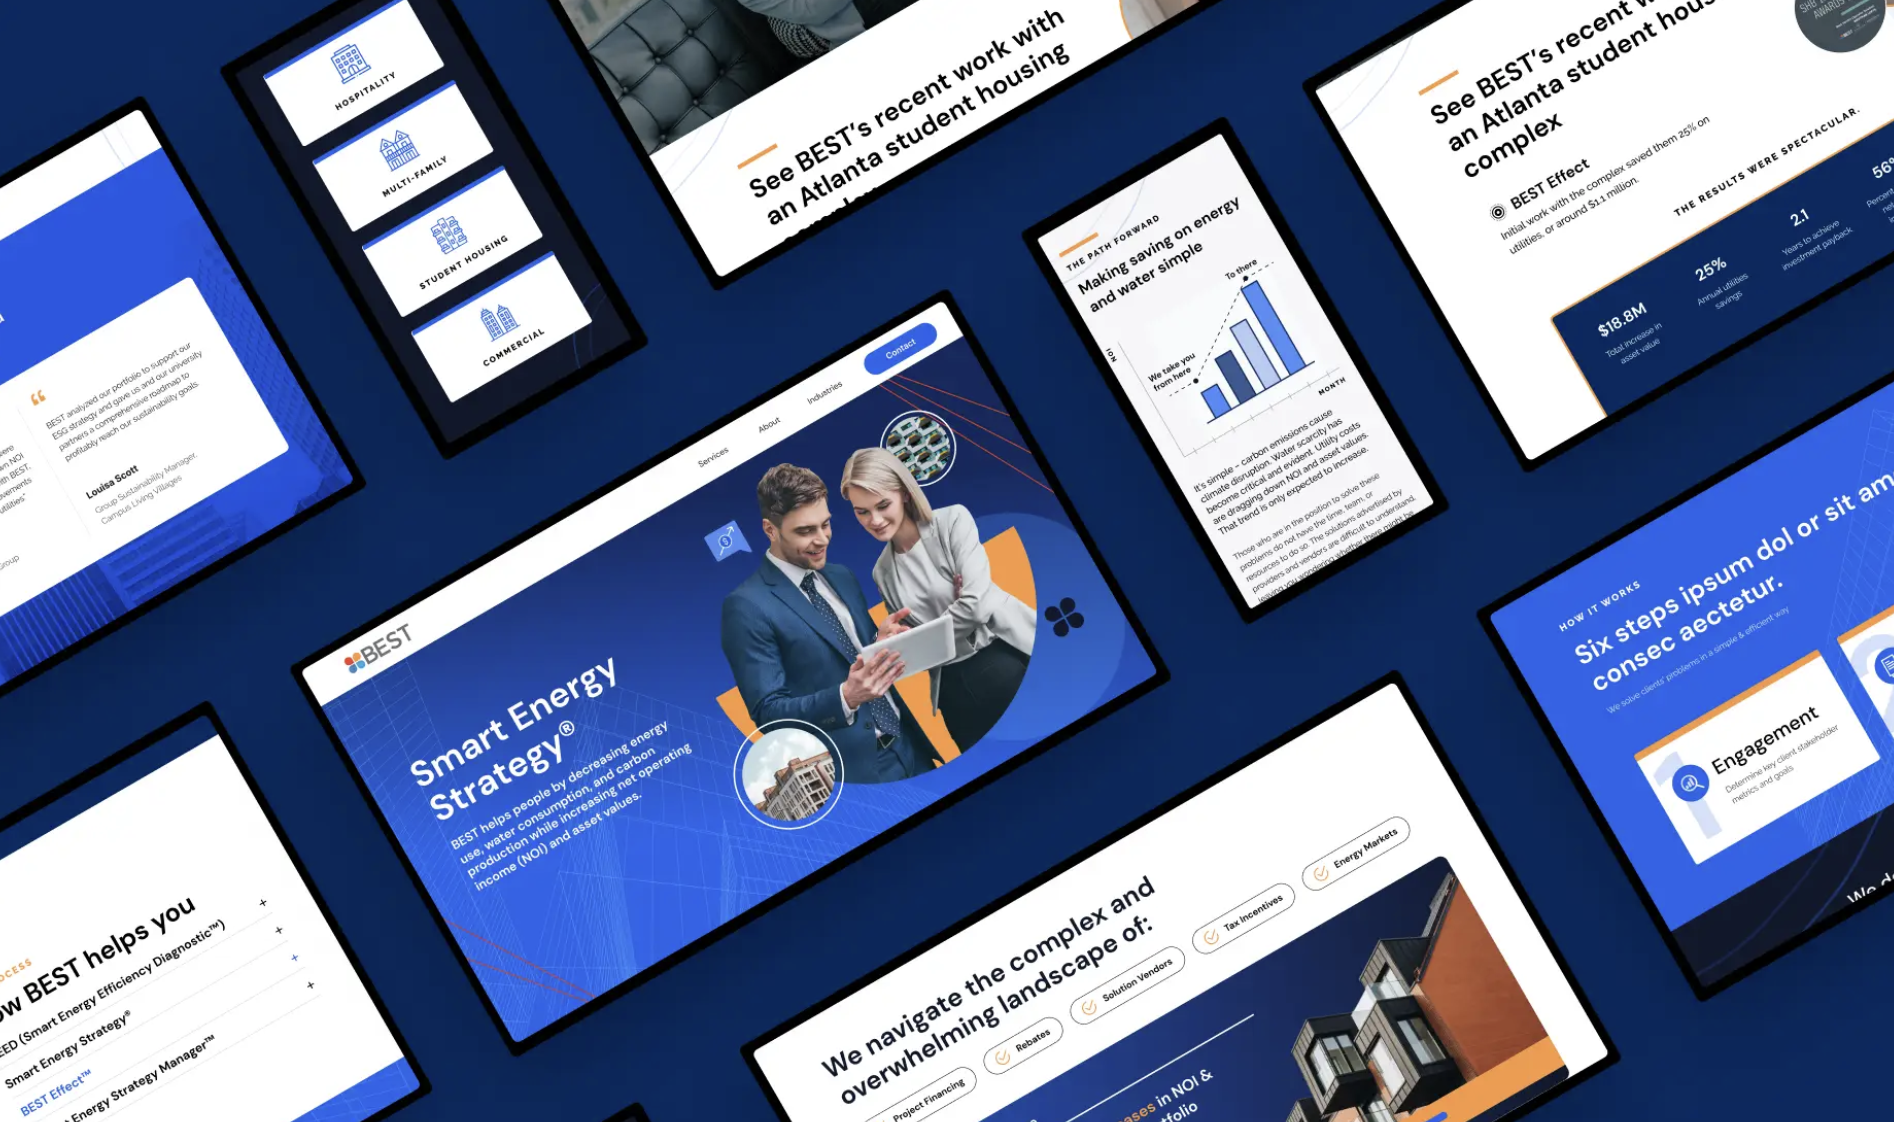 HOSPITALITY
MULTI-FAMILY
STUDENT HOUSING
COMMERCIAL
See BEST's recent work with
an Atlanta student housing
See BEST's recent
an Atlanta student
complex
BEST Effect
Initial work with the complex saved them 25% on
utilities, or around $1.1 million.
THE RESULTS WERE SPECTACULAR.
$18.8M
Total increase in
asset value
25%
Annual utilities
savings
2.1
Years to achieve
investment payback
56%
THE PATH FORWARD
Making saving on energy
and water simple
To there
We take you
from here
MONTH
It's simple – carbon emissions cause
climate disruption. Water scarcity has
become critical and evident. Utility costs
are dragging down NOI and asset values.
That trend is only expected to increase.
Those who are in the position to solve these
problems do not have the time, team, or
resources to do so. The solutions advertised by
providers and vendors are difficult to understand,
leaving you wondering whether there might be
“
BEST analyzed our portfolio to support our
ESG strategy and gave us and our university
partners a comprehensive roadmap to
profitably reach our sustainability goals.
Louisa Scott
Group Sustainability Manager,
Campus Living Villages
NOI
with BEST.
utilities"
Group
BEST
Services
About
Industries
Contact
Smart Energy
Strategy®
BEST helps people by decreasing energy
use, water consumption, and carbon
production while increasing net operating
income (NOI) and asset values.
HOW IT WORKS
Six steps ipsum dol or sit am
consec aectetur.
We solve clients' problems in a simple & efficient way
1
Engagement
Determine key client stakeholder
metrics and goals
BEST helps you
(Smart Energy Efficiency Diagnostic™)
+
Smart Energy Strategy®
+
BEST Effect™
+
Energy Strategy Manager™
+
We navigate the complex and
overwhelming landscape of:
Project Financing
Rebates
Solution Vendors
Tax Incentives
Energy Markets
in NOI &